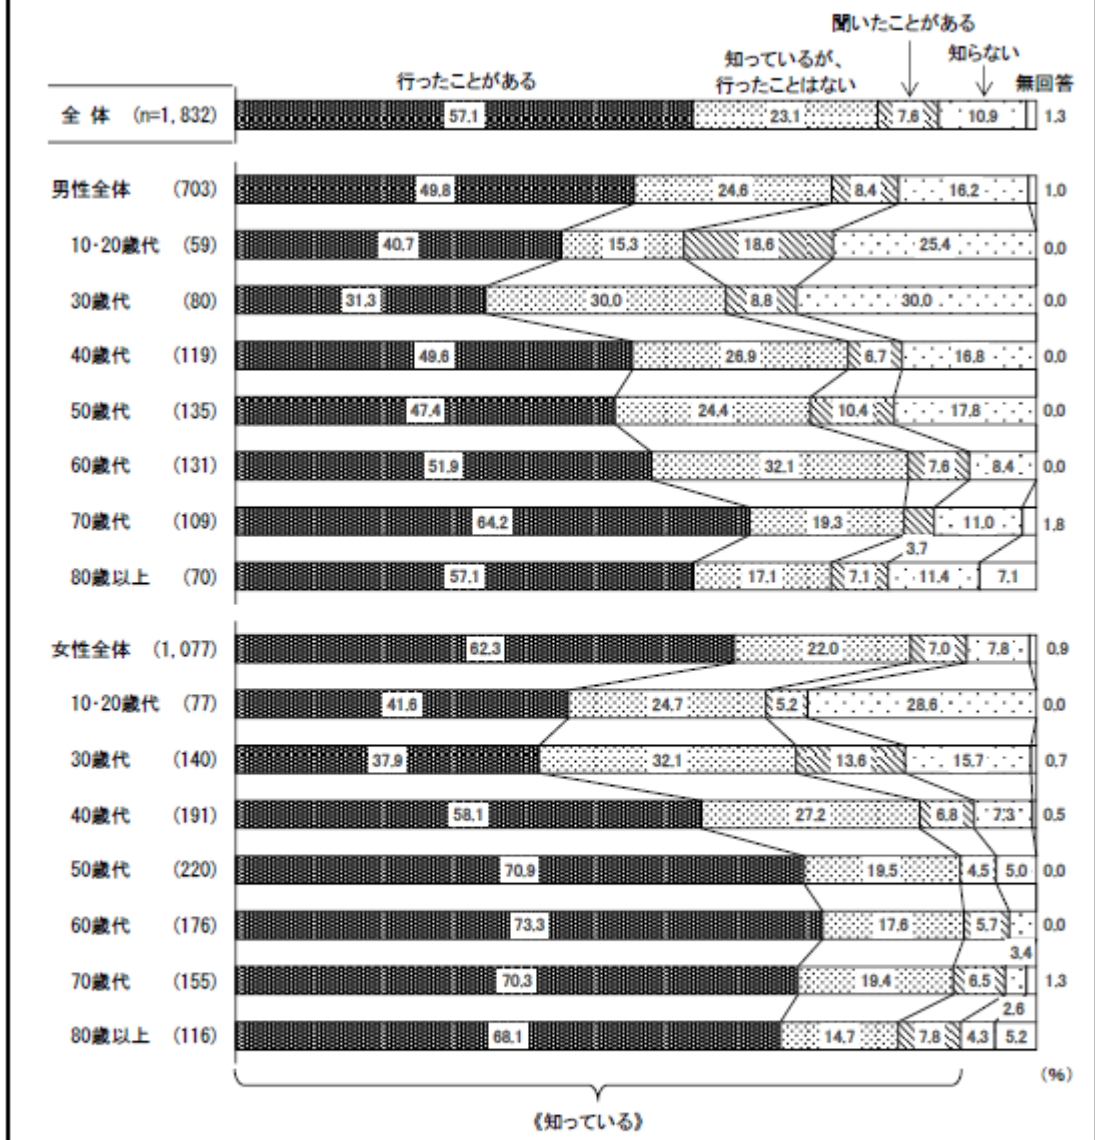 聞いたことがある
知っているが、 知らない
行ったことがある 行ったことはない 無回答
全 体 (n=1,832) 57.1 23.1 7.6 10.9 1.3
男性全体 (703) 49.8 24.6 8.4 16.2 1.0
10・20歳代 (59) 40.7 15.3 18.6 25.4 0.0
30歳代 (80) 31.3 30.0 8.8 30.0 0.0
40歳代 (119) 49.6 26.9 6.7 16.8 0.0
50歳代 (135) 47.4 24.4 10.4 17.8 0.0
60歳代 (131) 51.9 32.1 7.6 8.4 0.0
70歳代 (109) 64.2 19.3 11.0 1.8
3.7
80歳以上 (70) 57.1 17.1 7.1 11.4 7.1
女性全体 (1,077) 62.3 22.0 7.0 7.8 0.9
10・20歳代 (77) 41.6 24.7 5.2 28.6 0.0
30歳代 (140) 37.9 32.1 13.6 15.7 0.7
40歳代 (191) 58.1 27.2 6.8 7.3 0.5
50歳代 (220) 70.9 19.5 4.5 5.0 0.0
60歳代 (176) 73.3 17.6 5.7 0.0
3.4
70歳代 (155) 70.3 19.4 6.5 1.3
2.6
80歳以上 (116) 68.1 14.7 7.8 4.3 5.2
(%)
《知っている》